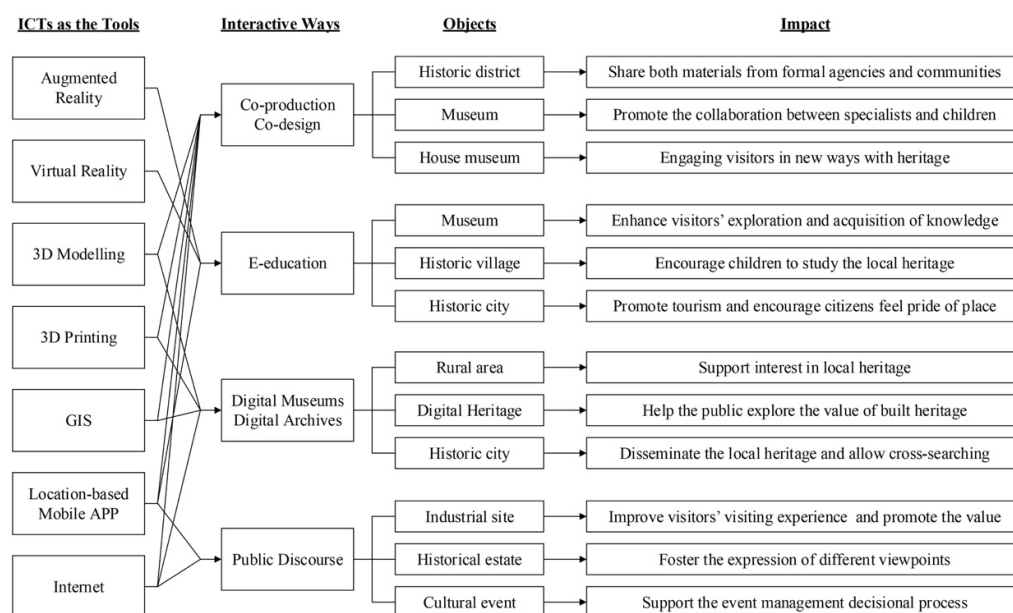 ICTs as the Tools
Interactive Ways
Objects
Impact
Augmented
Reality
Virtual Reality
3D Modelling
3D Printing
GIS
Location-based
Mobile APP
Internet
Co-production
Co-design
E-education
Digital Museums
Digital Archives
Public Discourse
Historic district
Share both materials from formal agencies and communities
Museum
Promote the collaboration between specialists and children
House museum
Engaging visitors in new ways with heritage
Museum
Enhance visitors' exploration and acquisition of knowledge
Historic village
Encourage children to study the local heritage
Historic city
Promote tourism and encourage citizens feel pride of place
Rural area
Support interest in local heritage
Digital Heritage
Help the public explore the value of built heritage
Historic city
Disseminate the local heritage and allow cross-searching
Industrial site
Improve visitors' visiting experience and promote the value
Historical estate
Foster the expression of different viewpoints
Cultural event
Support the event management decisional process